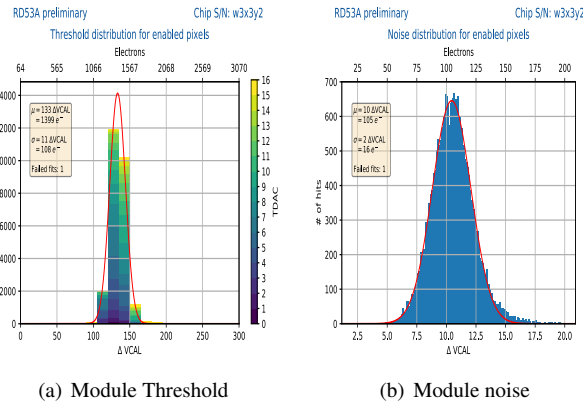 RD53A preliminary Chip S/N: w3x3y2
Threshold distribution for enabled pixels
Electrons
64 565 1066 1567 2068 2569 3070
μ = 133 ΔVCAL
= 1399 e⁻
σ = 11 ΔVCAL
= 108 e⁻
Failed fits: 1
4000
2000
0000
8000
6000
4000
2000
0
0 50 100 150 200 250 300
Δ VCAL
16
15
14
13
12
11
10
9
8
7
6
5
4
3
2
1
0
TDAC
(a) Module Threshold
RD53A preliminary Chip S/N: w3x3y2
Noise distribution for enabled pixels
Electrons
25 50 75 100 125 150 175 200
μ = 10 ΔVCAL
= 105 e⁻
σ = 2 ΔVCAL
= 16 e⁻
Failed fits: 1
# of hits
700
600
500
400
300
200
100
0
2.5 5.0 7.5 10.0 12.5 15.0 17.5 20.0
Δ VCAL
(b) Module noise